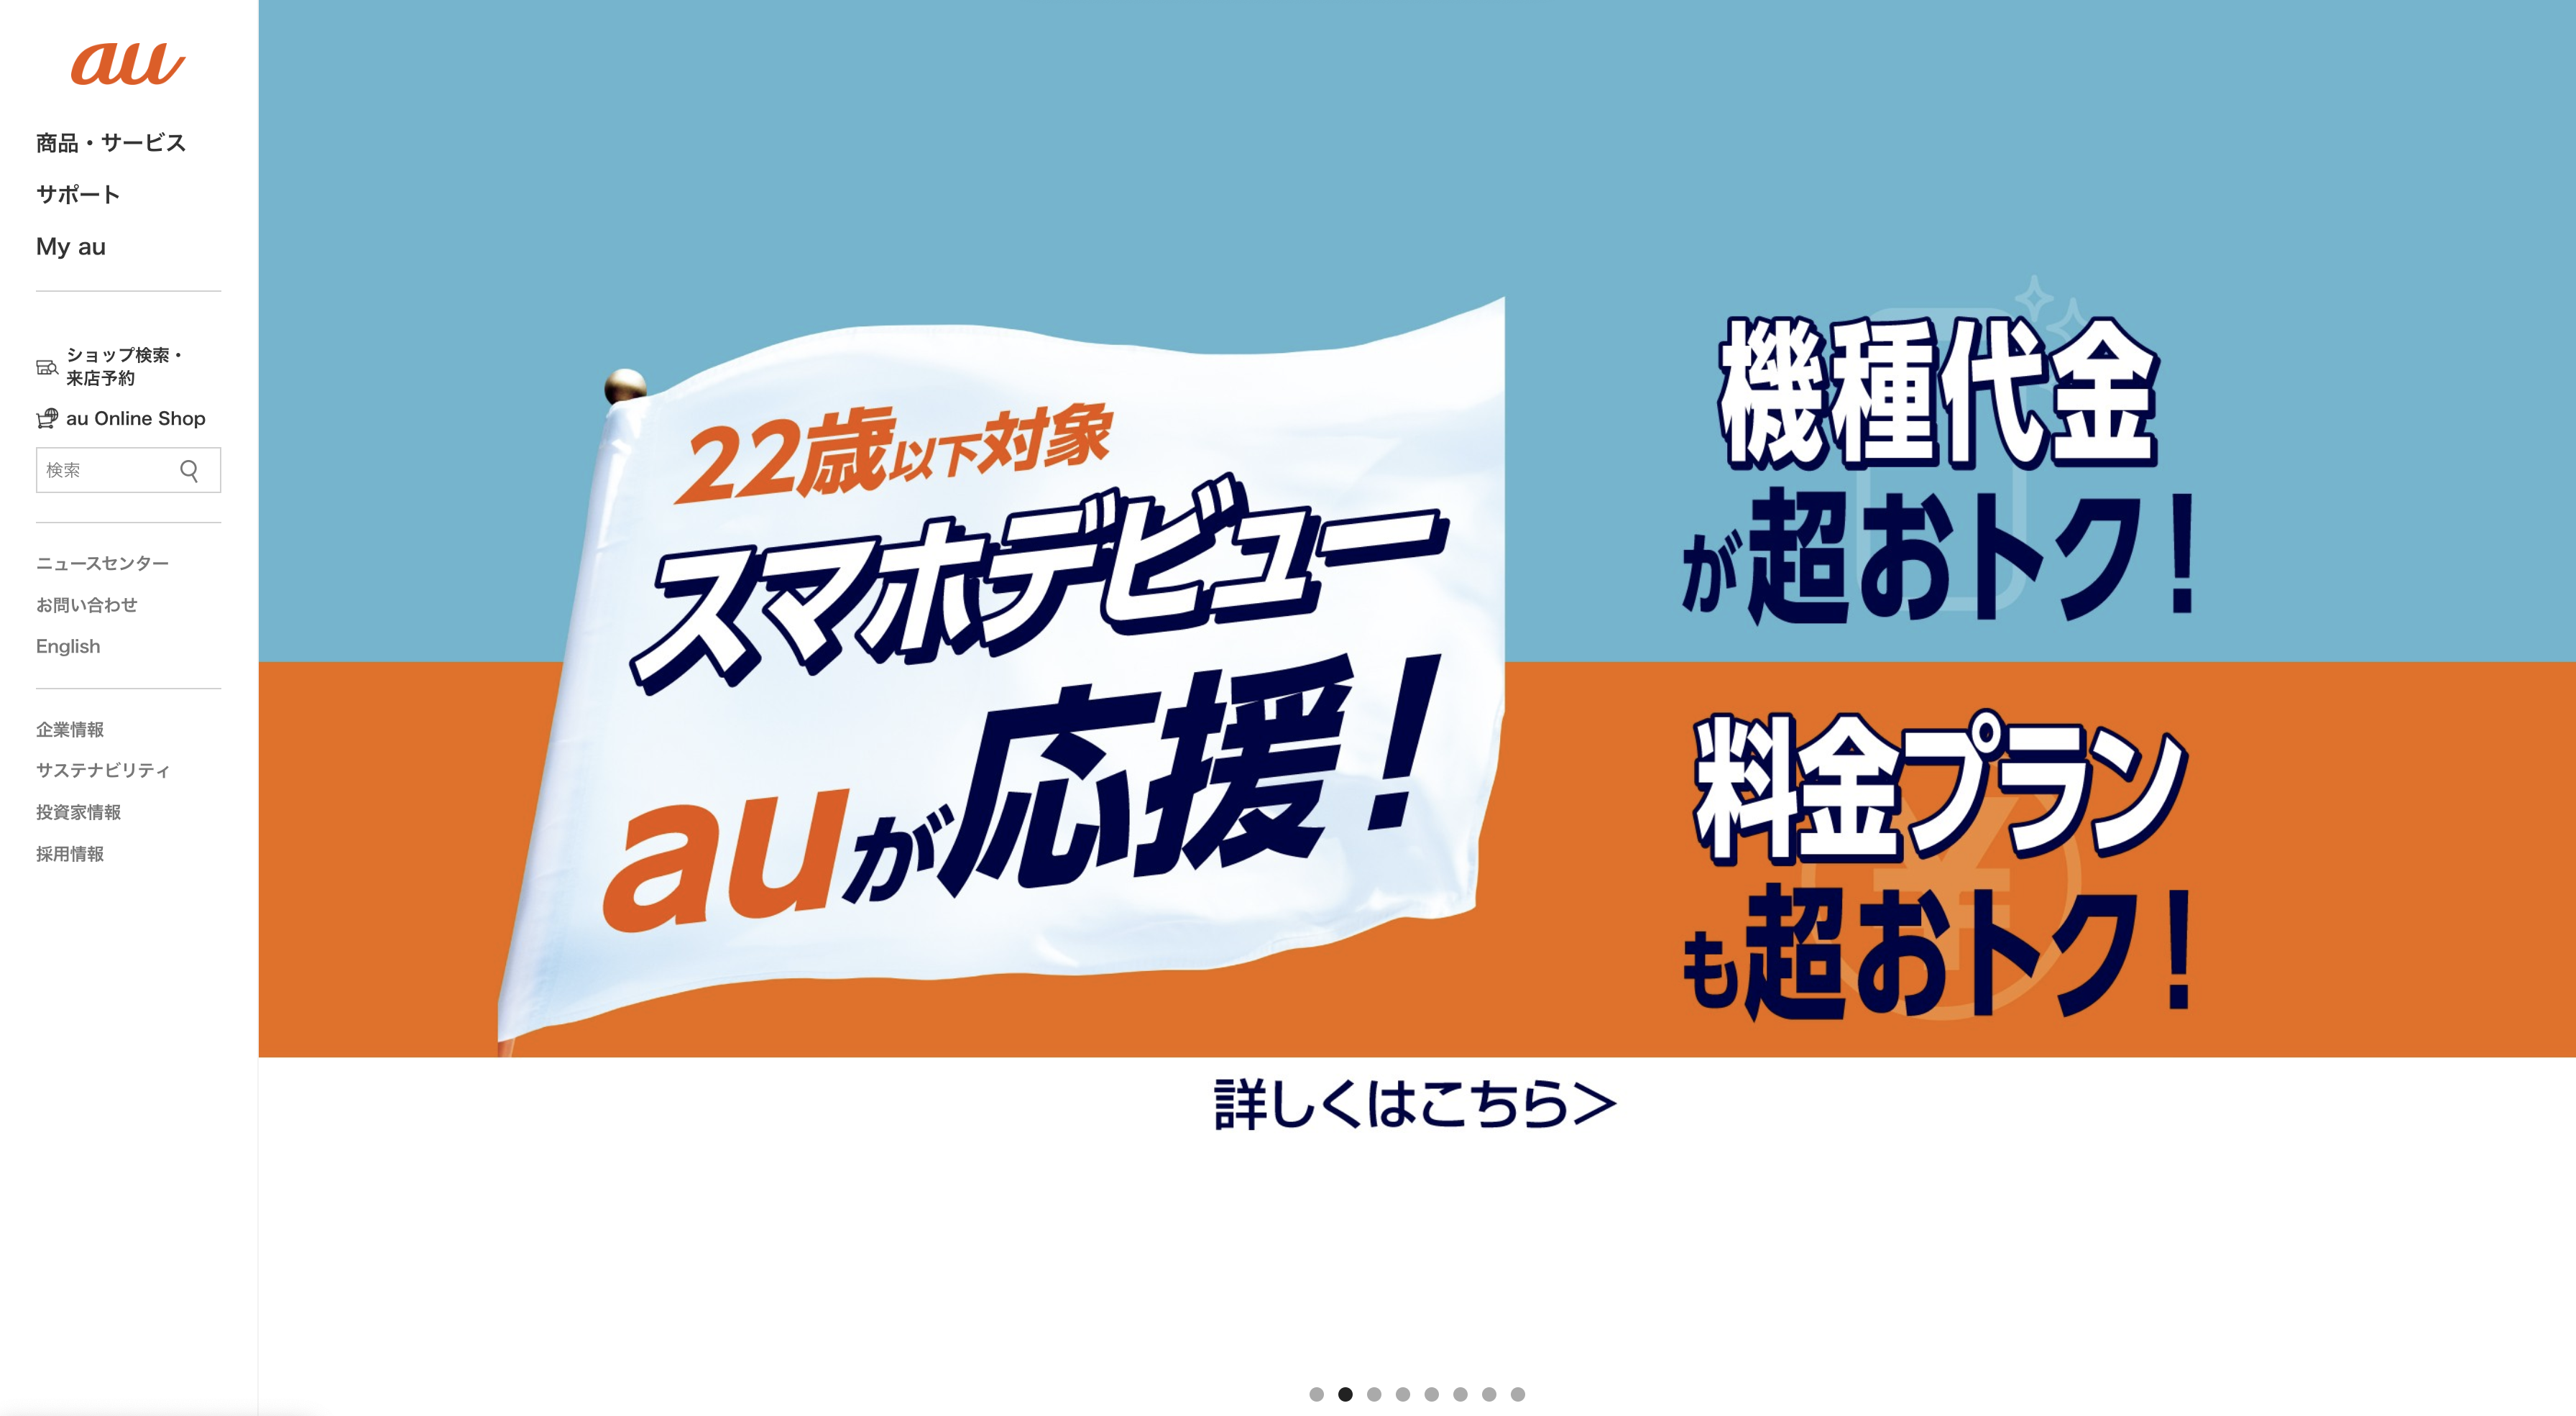 au
商品・サービス
サポート
My au
ショップ検索・
来店予約
au Online Shop
検索
ニュースセンター
お問い合わせ
English
企業情報
サステナビリティ
投資家情報
採用情報
22歳以下対象
スマホデビュー
auが応援！
機種代金
が超おトク！
料金プラン
も超おトク！
詳しくはこちら＞